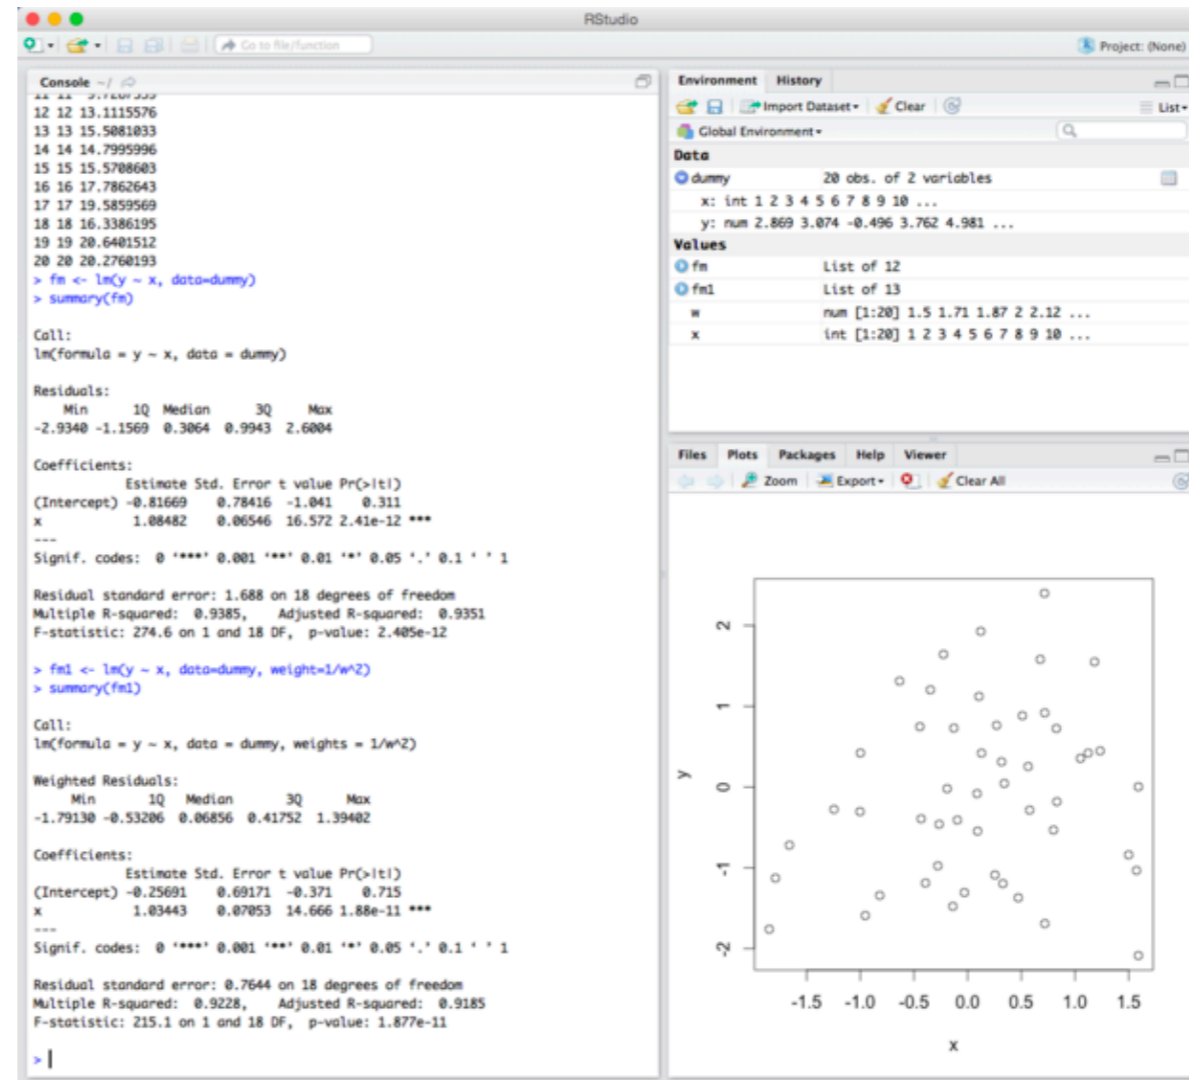 RStudio
Go to file/function
Project: (None)
Console ~/
12 12 13.1115576
13 13 15.5081033
14 14 14.7995996
15 15 15.5708603
16 16 17.7862643
17 17 19.5859569
18 18 16.3386195
19 19 20.6401512
20 20 20.2760193
> fm <- lm(y ~ x, data=dummy)
> summary(fm)
Call:
lm(formula = y ~ x, data = dummy)
Residuals:
Min 1Q Median 3Q Max
-2.9340 -1.1569 0.3064 0.9943 2.6004
Coefficients:
Estimate Std. Error t value Pr(>|t|)
(Intercept) -0.81669 0.78416 -1.041 0.311
x 1.08482 0.06546 16.572 2.41e-12 ***
---
Signif. codes: 0 ‘***’ 0.001 ‘**’ 0.01 ‘*’ 0.05 ‘.’ 0.1 ‘ ’ 1
Residual standard error: 1.688 on 18 degrees of freedom
Multiple R-squared: 0.9385, Adjusted R-squared: 0.9351
F-statistic: 274.6 on 1 and 18 DF, p-value: 2.405e-12
> fm1 <- lm(y ~ x, data=dummy, weight=1/w^2)
> summary(fm1)
Call:
lm(formula = y ~ x, data = dummy, weights = 1/w^2)
Weighted Residuals:
Min 1Q Median 3Q Max
-1.79130 -0.53206 0.06856 0.41752 1.39402
Coefficients:
Estimate Std. Error t value Pr(>|t|)
(Intercept) -0.25691 0.69171 -0.371 0.715
x 1.03443 0.07053 14.666 1.88e-11 ***
---
Signif. codes: 0 ‘***’ 0.001 ‘**’ 0.01 ‘*’ 0.05 ‘.’ 0.1 ‘ ’ 1
Residual standard error: 0.7644 on 18 degrees of freedom
Multiple R-squared: 0.9228, Adjusted R-squared: 0.9185
F-statistic: 215.1 on 1 and 18 DF, p-value: 1.877e-11
>
Environment History
Import Dataset Clear List
Global Environment
Data
dummy 20 obs. of 2 variables
x: int 1 2 3 4 5 6 7 8 9 10 ...
y: num 2.869 3.074 -0.496 3.762 4.981 ...
Values
fm List of 12
fm1 List of 13
w num [1:20] 1.5 1.71 1.87 2 2.12 ...
x int [1:20] 1 2 3 4 5 6 7 8 9 10 ...
Files Plots Packages Help Viewer
Zoom Export Clear All
2
1
0
-1
-2
y
-1.5 -1.0 -0.5 0.0 0.5 1.0 1.5
x